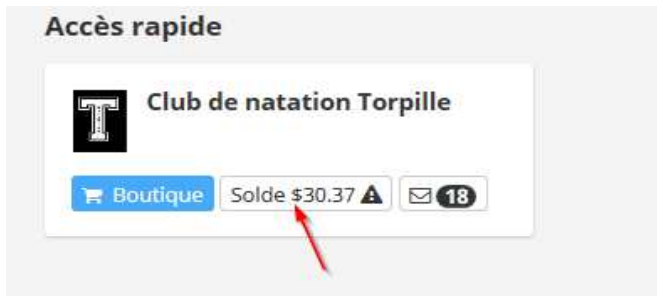 Accès rapide
T
Club de natation Torpille
Boutique
Solde $30.37
18